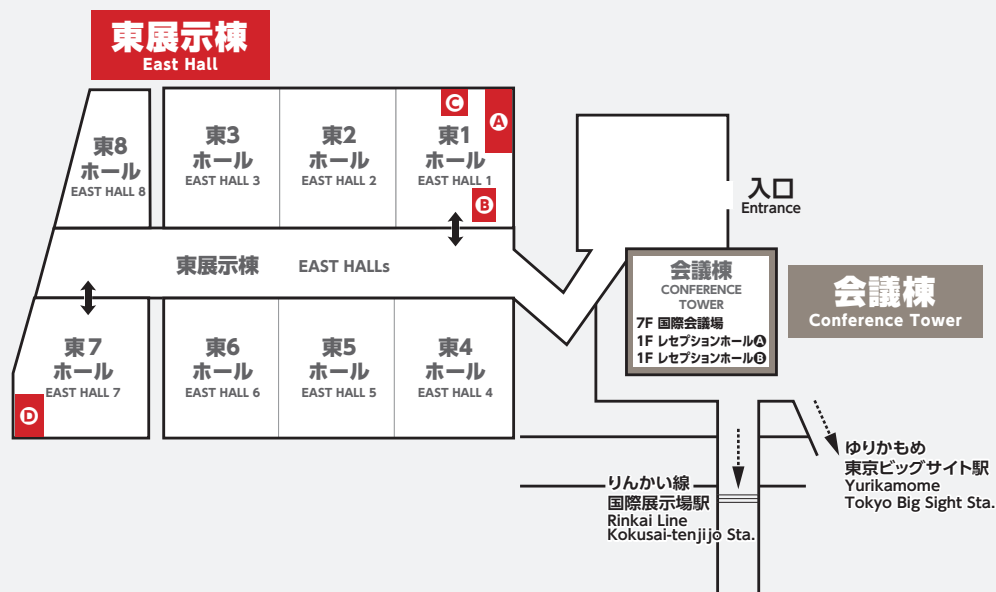 東展示棟
East Hall
東8
ホール
EAST HALL 8
東3
ホール
EAST HALL 3
東2
ホール
EAST HALL 2
東1
ホール
EAST HALL 1
C
A
B
入口
Entrance
東展示棟 EAST HALLs
会議棟
CONFERENCE
TOWER
7F 国際会議場
1F レセプションホールA
1F レセプションホールB
会議棟
Conference Tower
東7
ホール
EAST HALL 7
D
東6
ホール
EAST HALL 6
東5
ホール
EAST HALL 5
東4
ホール
EAST HALL 4
ゆりかもめ
東京ビッグサイト駅
Yurikamome
Tokyo Big Sight Sta.
りんかい線
国際展示場駅
Rinkai Line
Kokusai-tenjijo Sta.